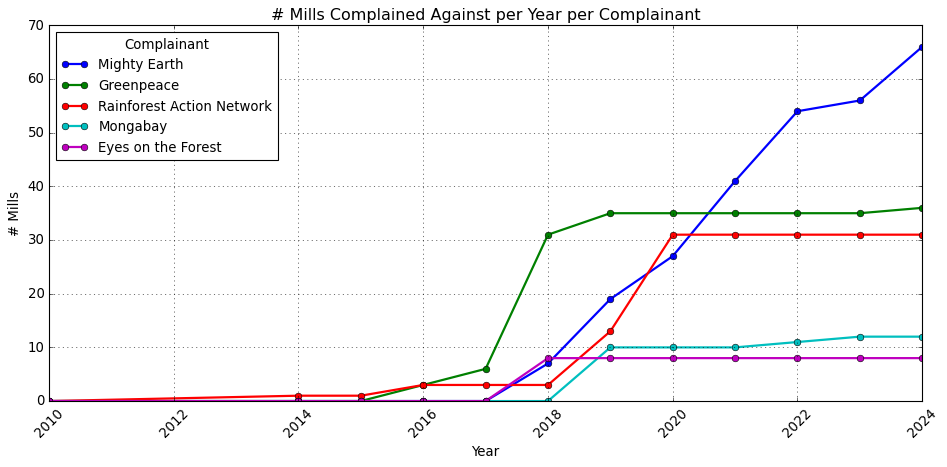 # Mills Complained Against per Year per Complainant
70
60
50
40
30
20
10
0
# Mills
Complainant
Mighty Earth
Greenpeace
Rainforest Action Network
Mongabay
Eyes on the Forest
2010
2012
2014
2016
2018
2020
2022
2024
Year